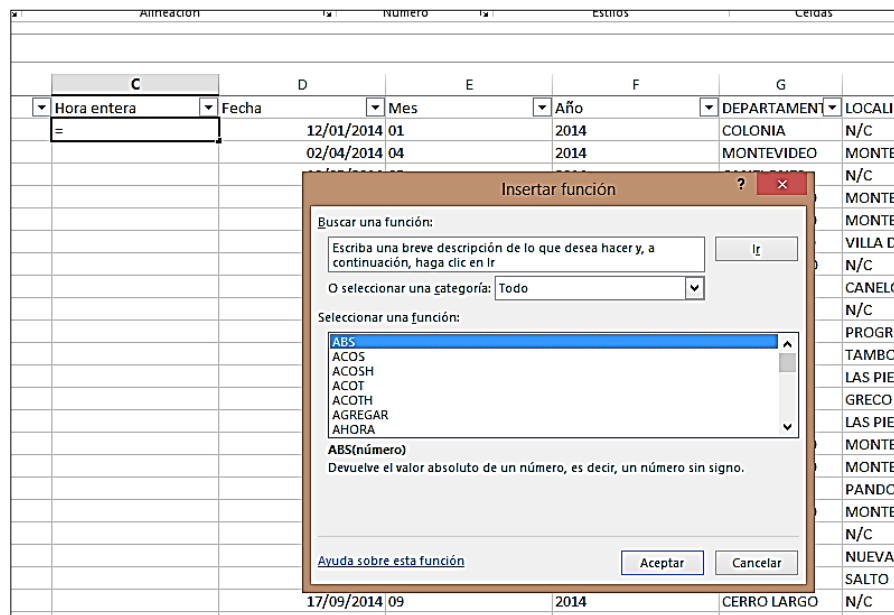 Alineación Número Estilos Celdas
C D E F G
Hora entera Fecha Mes Año DEPARTAMENT LOCALI
= 12/01/2014 01 2014 COLONIA N/C
02/04/2014 04 2014 MONTEVIDEO MONTE
N/C
Insertar función ? ×
MONTE
Buscar una función:
MONTE
Escriba una breve descripción de lo que desea hacer y, a
continuación, haga clic en Ir
Ir
VILLA D
N/C
O seleccionar una categoría: Todo
CANELO
Seleccionar una función:
N/C
ABS
PROGR
ACOS
TAMBO
ACOSH
ACOT
LAS PIE
ACOTH
GRECO
AGREGAR
LAS PIE
AHORA
ABS(número)
MONTE
Devuelve el valor absoluto de un número, es decir, un número sin signo.
MONTE
PANDO
MONTE
N/C
Ayuda sobre esta función Aceptar Cancelar
NUEVA
SALTO
17/09/2014 09 2014 CERRO LARGO N/C